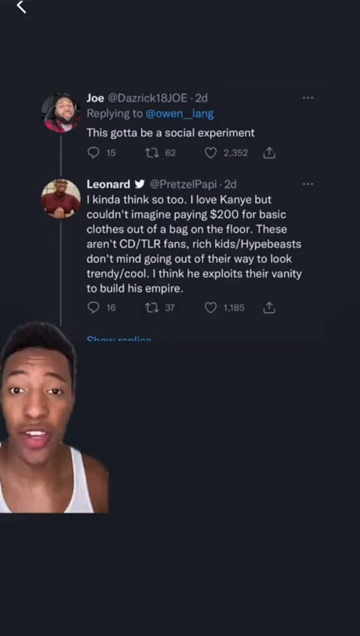 Joe @Dazrick18JOE · 2d
Replying to @owen__lang
This gotta be a social experiment
15 62 2,352
Leonard @PretzelPapi · 2d
I kinda think so too. I love Kanye but
couldn't imagine paying $200 for basic
clothes out of a bag on the floor. These
aren't CD/TLR fans, rich kids/Hypebeasts
don't mind going out of their way to look
trendy/cool. I think he exploits their vanity
to build his empire.
16 37 1,185
Show replies